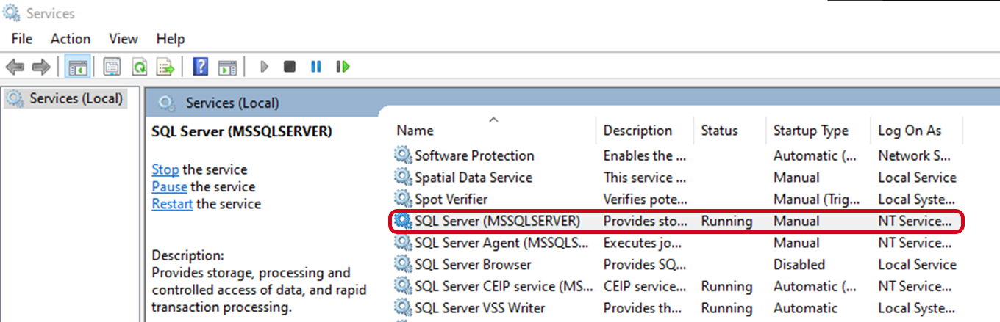 Services
File Action View Help
Services (Local)
Services (Local)
SQL Server (MSSQLSERVER)
Stop the service
Pause the service
Restart the service
Description:
Provides storage, processing and
controlled access of data, and rapid
transaction processing.
Name Description Status Startup Type Log On As
Software Protection Enables the ... Automatic (... Network S...
Spatial Data Service This service ... Manual Local Service
Spot Verifier Verifies pote... Manual (Trig... Local Syste...
SQL Server (MSSQLSERVER) Provides sto... Running Manual NT Service...
SQL Server Agent (MSSQLS... Executes jo... Manual NT Service...
SQL Server Browser Provides SQ... Disabled Local Service
SQL Server CEIP service (MS... CEIP service... Running Automatic (... NT Service...
SQL Server VSS Writer Provides th... Running Automatic Local Syste...